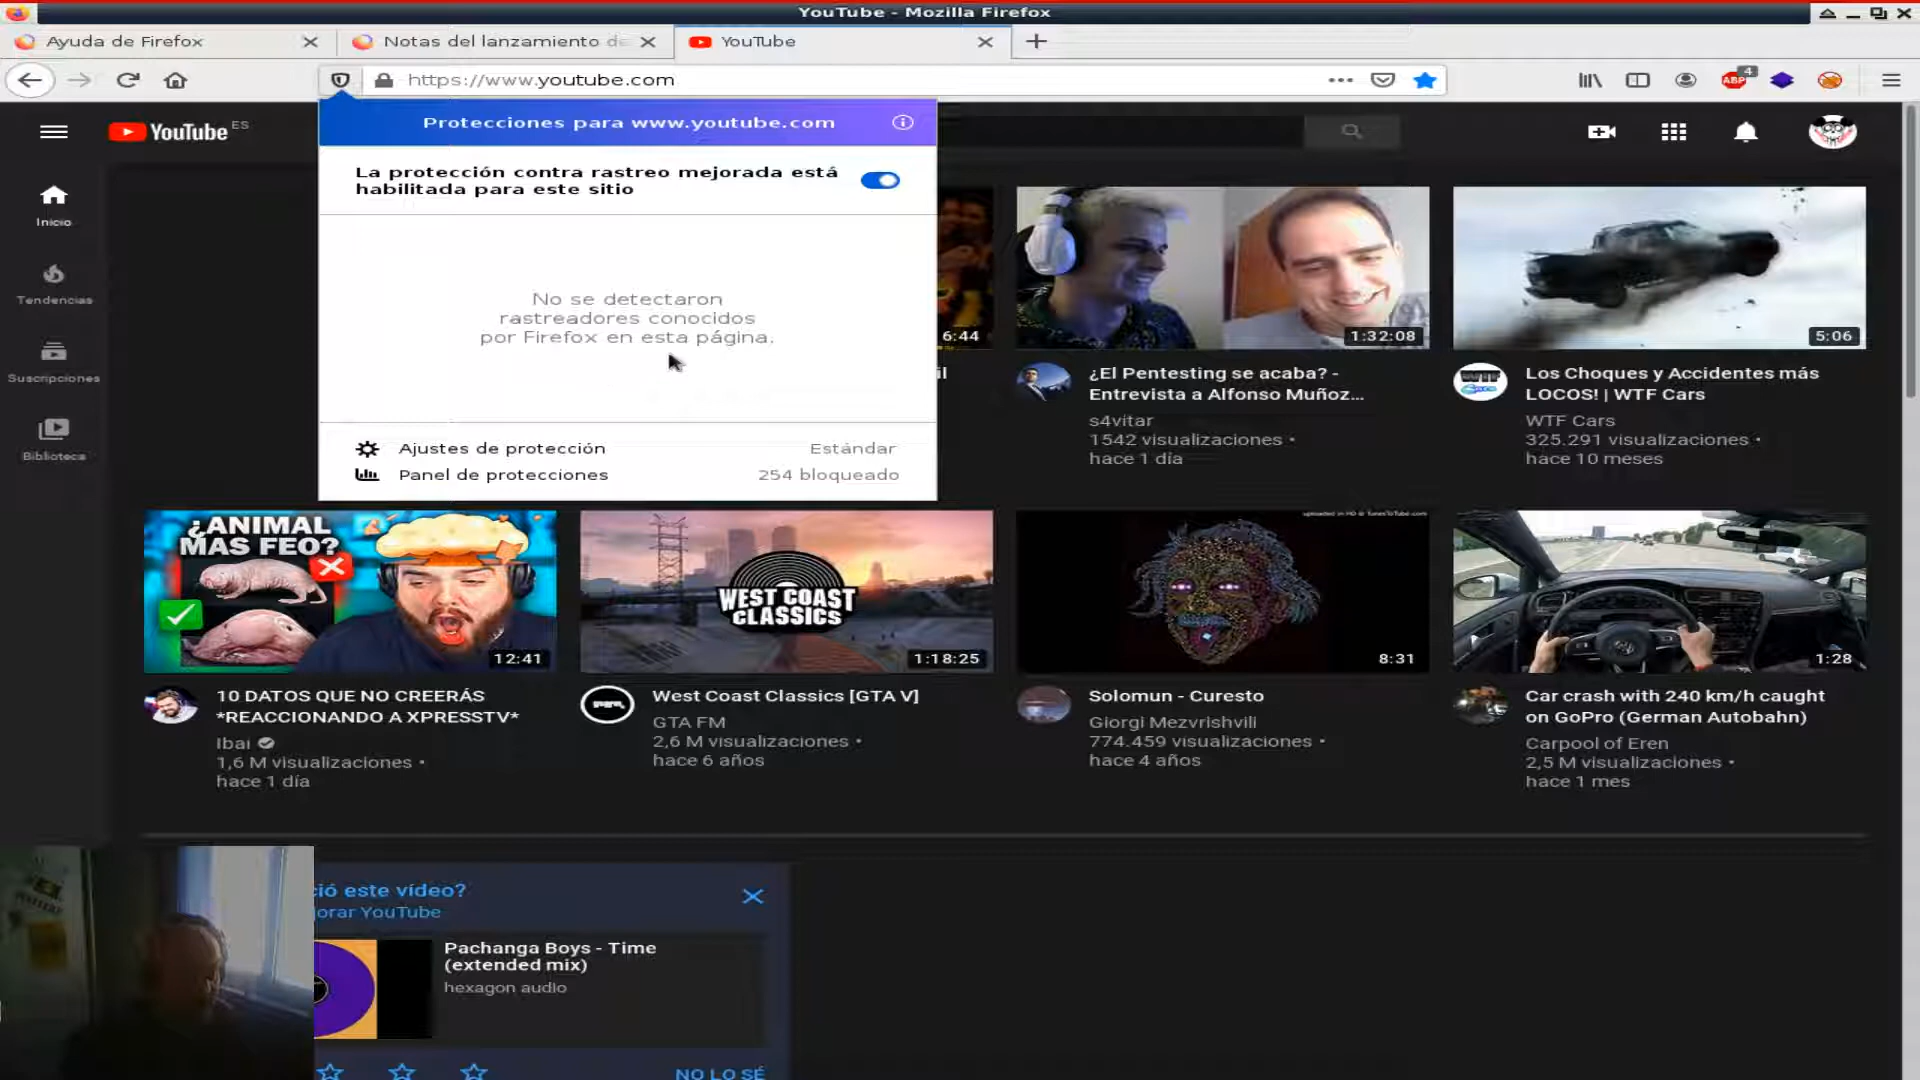 YouTube - Mozilla Firefox
Ayuda de Firefox
Notas del lanzamiento de
YouTube
https://www.youtube.com
ABP
4
YouTube ES
Protecciones para www.youtube.com
La protección contra rastreo mejorada está
habilitada para este sitio
No se detectaron
rastreadores conocidos
por Firefox en esta página.
Ajustes de protección
Estándar
Panel de protecciones
254 bloqueado
Inicio
Tendencias
Suscripciones
Biblioteca
6:44
1:32:08
¿El Pentesting se acaba? -
Entrevista a Alfonso Muñoz...
s4vitar
1542 visualizaciones •
hace 1 día
5:06
WTF
Los Choques y Accidentes más
LOCOS! | WTF Cars
WTF Cars
325.291 visualizaciones •
hace 10 meses
¿ANIMAL
MAS FEO?
12:41
10 DATOS QUE NO CREERÁS
*REACCIONANDO A XPRESSTV*
Ibai
1,6 M visualizaciones •
hace 1 día
WEST COAST
CLASSICS
1:18:25
West Coast Classics [GTA V]
GTA FM
2,6 M visualizaciones •
hace 6 años
8:31
Solomun - Curesto
Giorgi Mezvrishvili
774.459 visualizaciones •
hace 4 años
1:28
Car crash with 240 km/h caught
on GoPro (German Autobahn)
Carpool of Eren
2,5 M visualizaciones •
hace 1 mes
ció este vídeo?
orar YouTube
Pachanga Boys - Time
(extended mix)
hexagon audio
NO LO SÉ